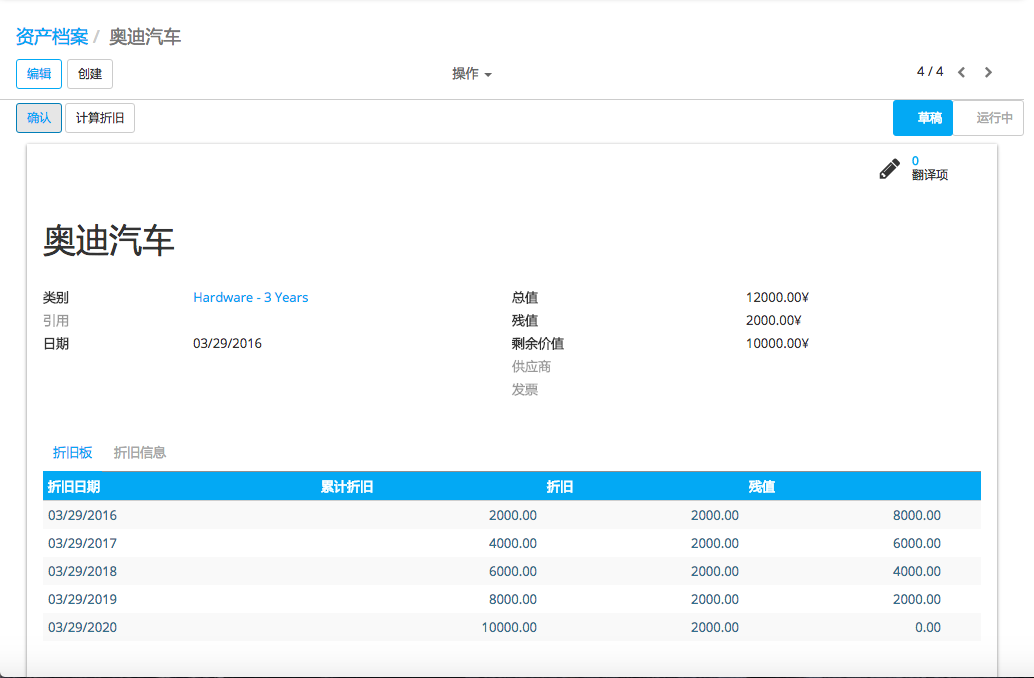 资产档案 / 奥迪汽车
编辑 创建 操作 4 / 4
确认 计算折旧 草稿 运行中
0
翻译项
奥迪汽车
类别 Hardware - 3 Years 总值 12000.00¥
引用 残值 2000.00¥
日期 03/29/2016 剩余价值 10000.00¥
供应商
发票
折旧板 折旧信息
折旧日期 累计折旧 折旧 残值
03/29/2016 2000.00 2000.00 8000.00
03/29/2017 4000.00 2000.00 6000.00
03/29/2018 6000.00 2000.00 4000.00
03/29/2019 8000.00 2000.00 2000.00
03/29/2020 10000.00 2000.00 0.00